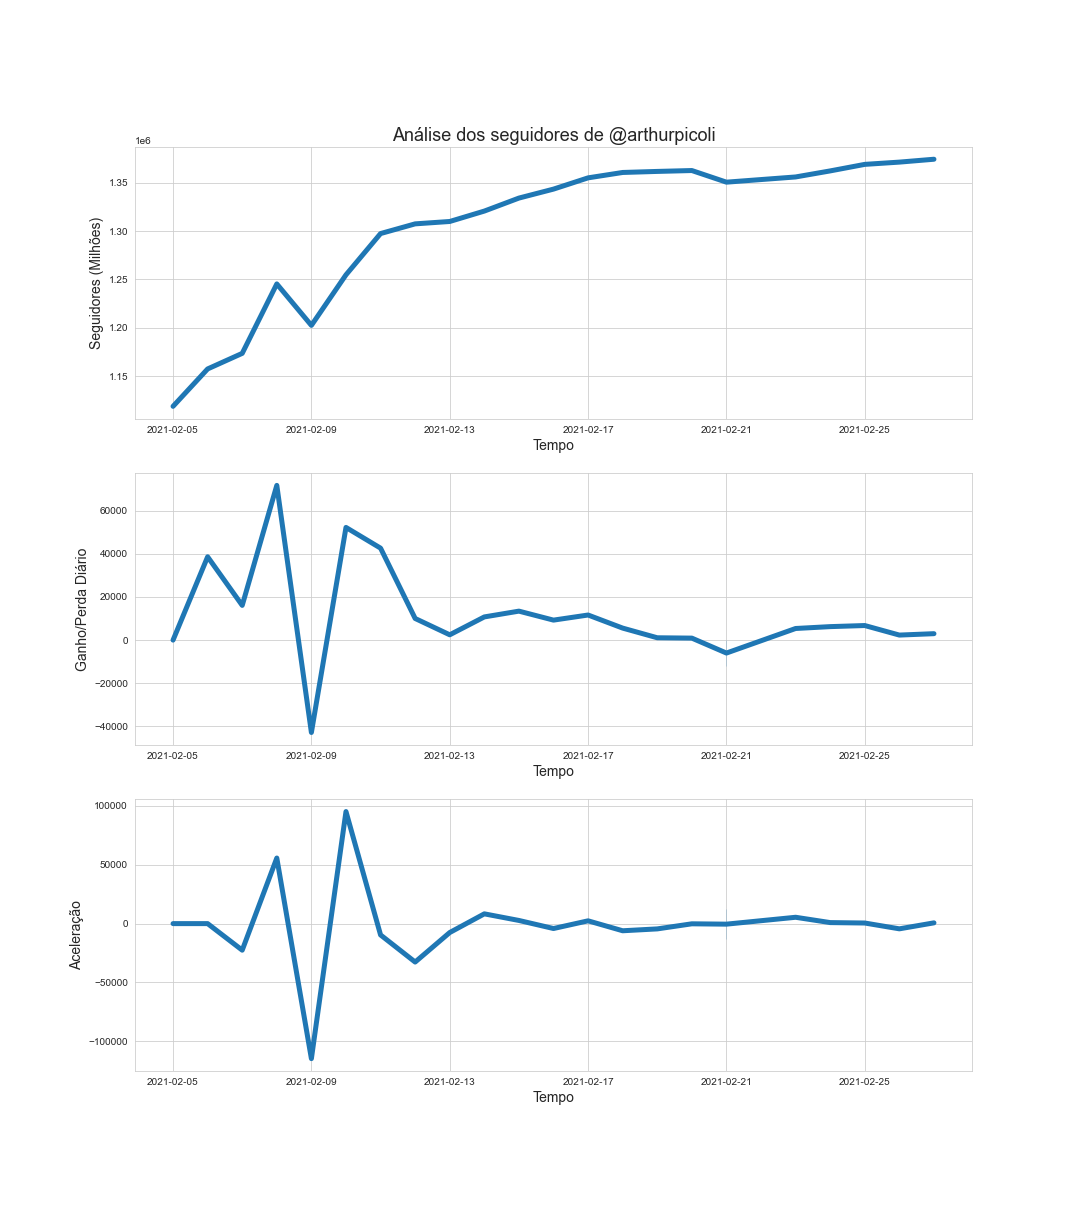 Análise dos seguidores de @arthurpicoli
1e6
1.35
1.30
1.25
1.20
1.15
Seguidores (Milhões)
2021-02-05 2021-02-09 2021-02-13 2021-02-17 2021-02-21 2021-02-25
Tempo
60000
40000
20000
0
−20000
−40000
Ganho/Perda Diário
2021-02-05 2021-02-09 2021-02-13 2021-02-17 2021-02-21 2021-02-25
Tempo
100000
50000
0
−50000
−100000
Aceleração
2021-02-05 2021-02-09 2021-02-13 2021-02-17 2021-02-21 2021-02-25
Tempo